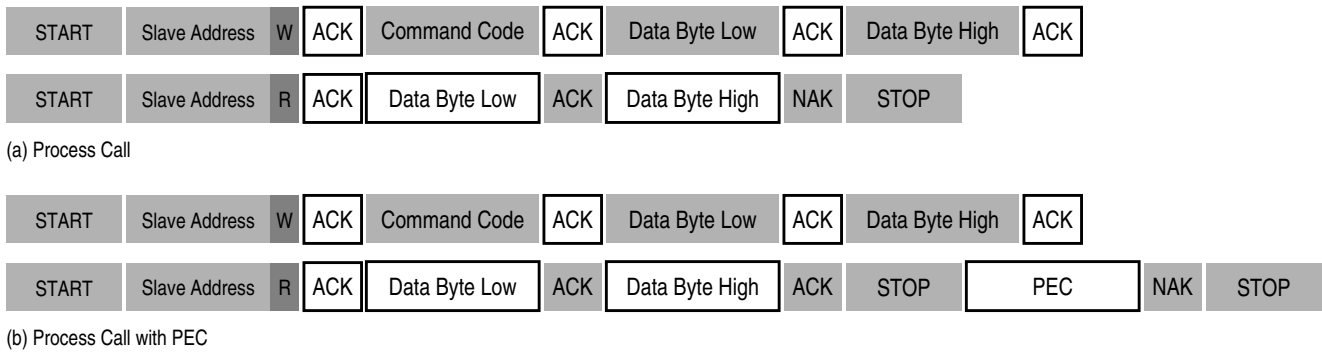 START Slave Address W ACK Command Code ACK Data Byte Low ACK Data Byte High ACK
START Slave Address R ACK Data Byte Low ACK Data Byte High NAK STOP
(a) Process Call
START Slave Address W ACK Command Code ACK Data Byte Low ACK Data Byte High ACK
START Slave Address R ACK Data Byte Low ACK Data Byte High ACK STOP PEC NAK STOP
(b) Process Call with PEC